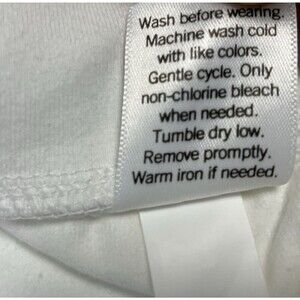 Wash before wearing.
Machine wash cold
with like colors.
Gentle cycle. Only
non-chlorine bleach
when needed.
Tumble dry low.
Remove promptly.
Warm iron if needed.